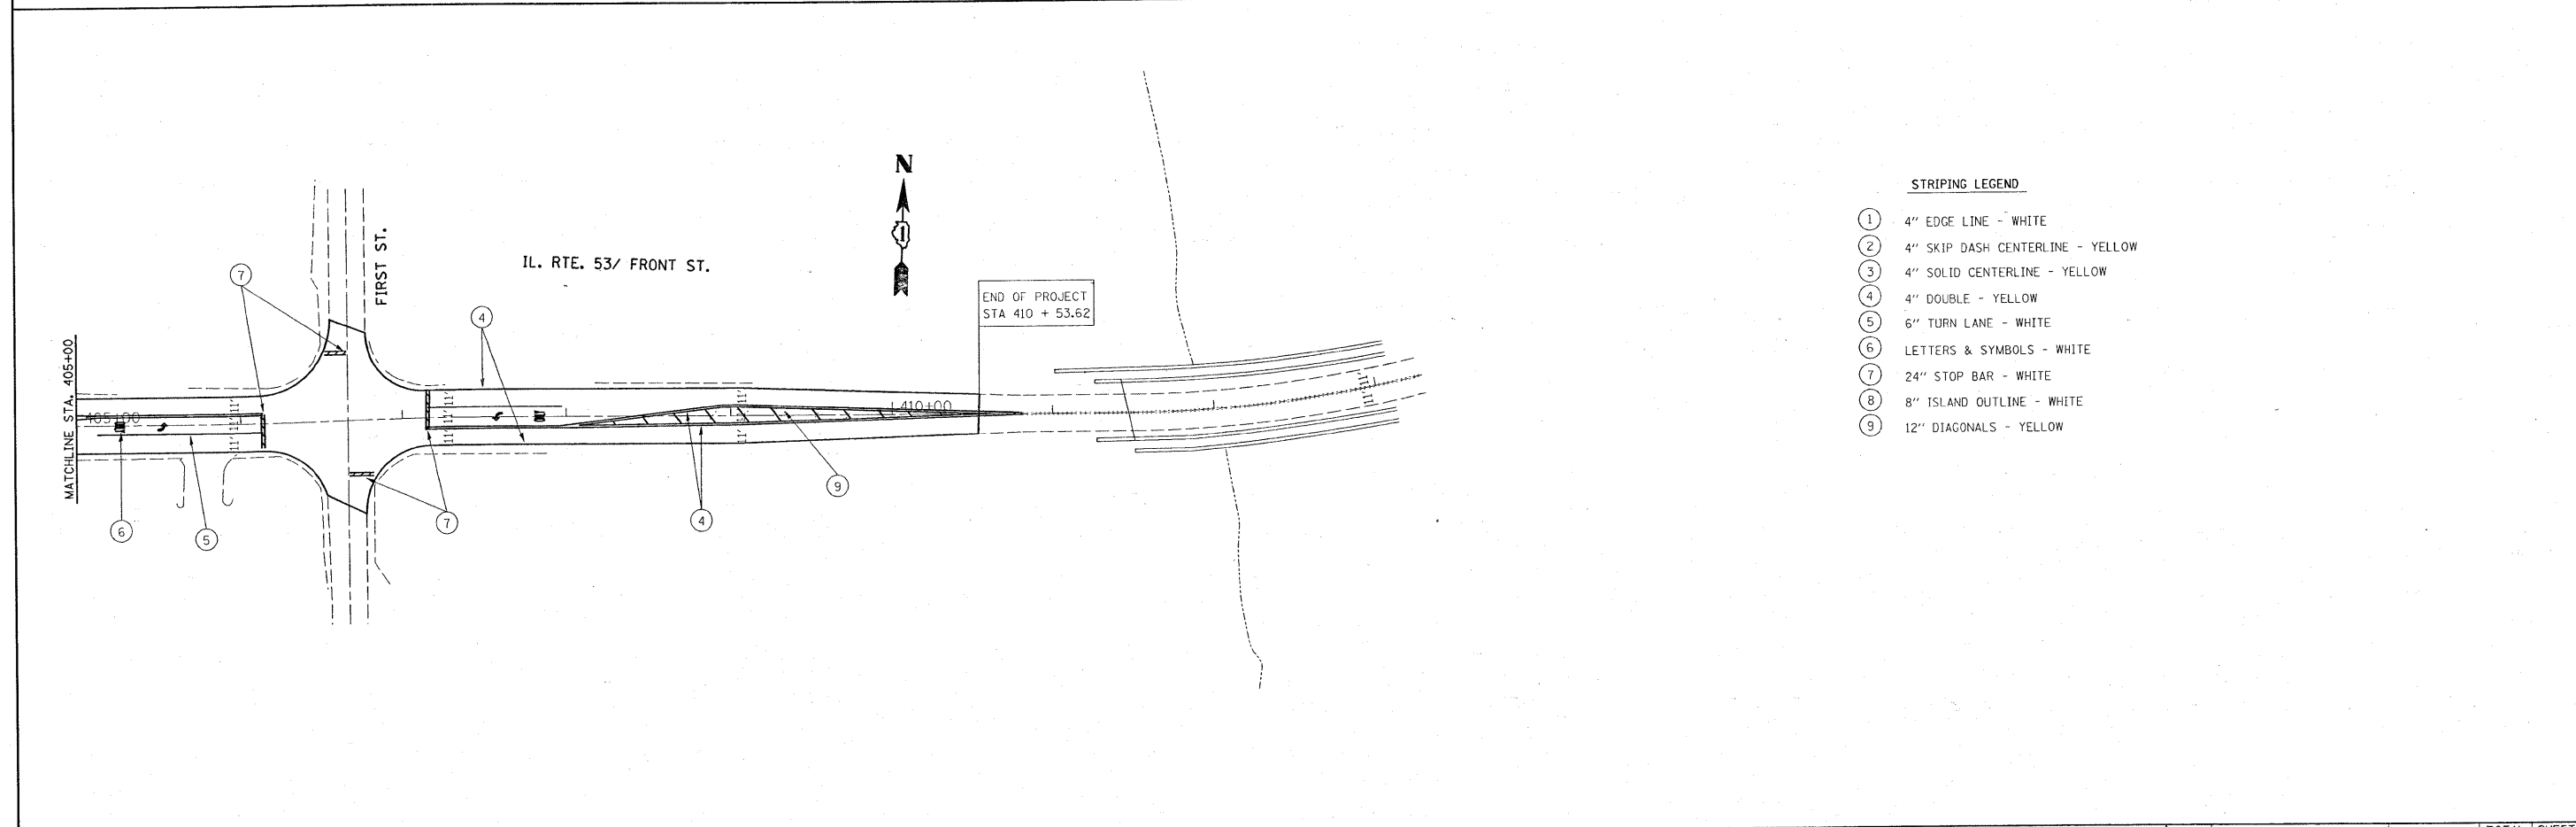 N
1
STRIPING LEGEND
1 4" EDGE LINE - WHITE
2 4" SKIP DASH CENTERLINE - YELLOW
3 4" SOLID CENTERLINE - YELLOW
4 4" DOUBLE - YELLOW
5 6" TURN LANE - WHITE
6 LETTERS & SYMBOLS - WHITE
7 24" STOP BAR - WHITE
8 8" ISLAND OUTLINE - WHITE
9 12" DIAGONALS - YELLOW
FIRST ST.
IL. RTE. 53/ FRONT ST.
7
4
END OF PROJECT
STA 410 + 53.62
MATCHLINE STA. 405+00
405+00
11'
11'
11'
11'
11'
11'
410+00
11'
11'
6
5
7
4
9